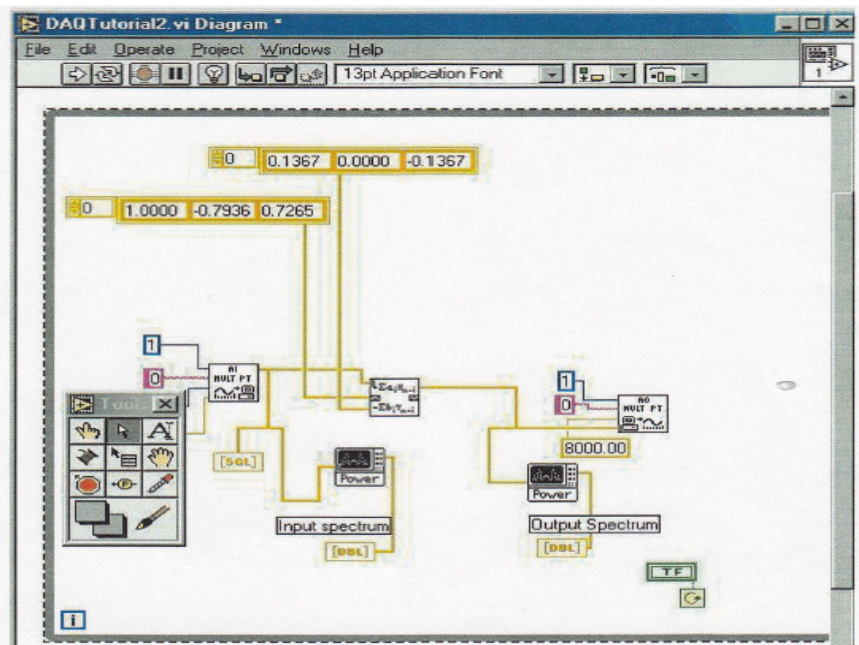 DAQTutorial2.vi Diagram *
File Edit Operate Project Windows Help
13pt Application Font
1
0 0.1367 0.0000 -0.1367
0 1.0000 -0.7936 0.7265
1
0
AI
MULT PT
1
0
AO
MULT PT
Tools
A
P
8000.00
[SGL]
Power
Power
Input spectrum
Output Spectrum
[DBL]
[DBL]
TF
i